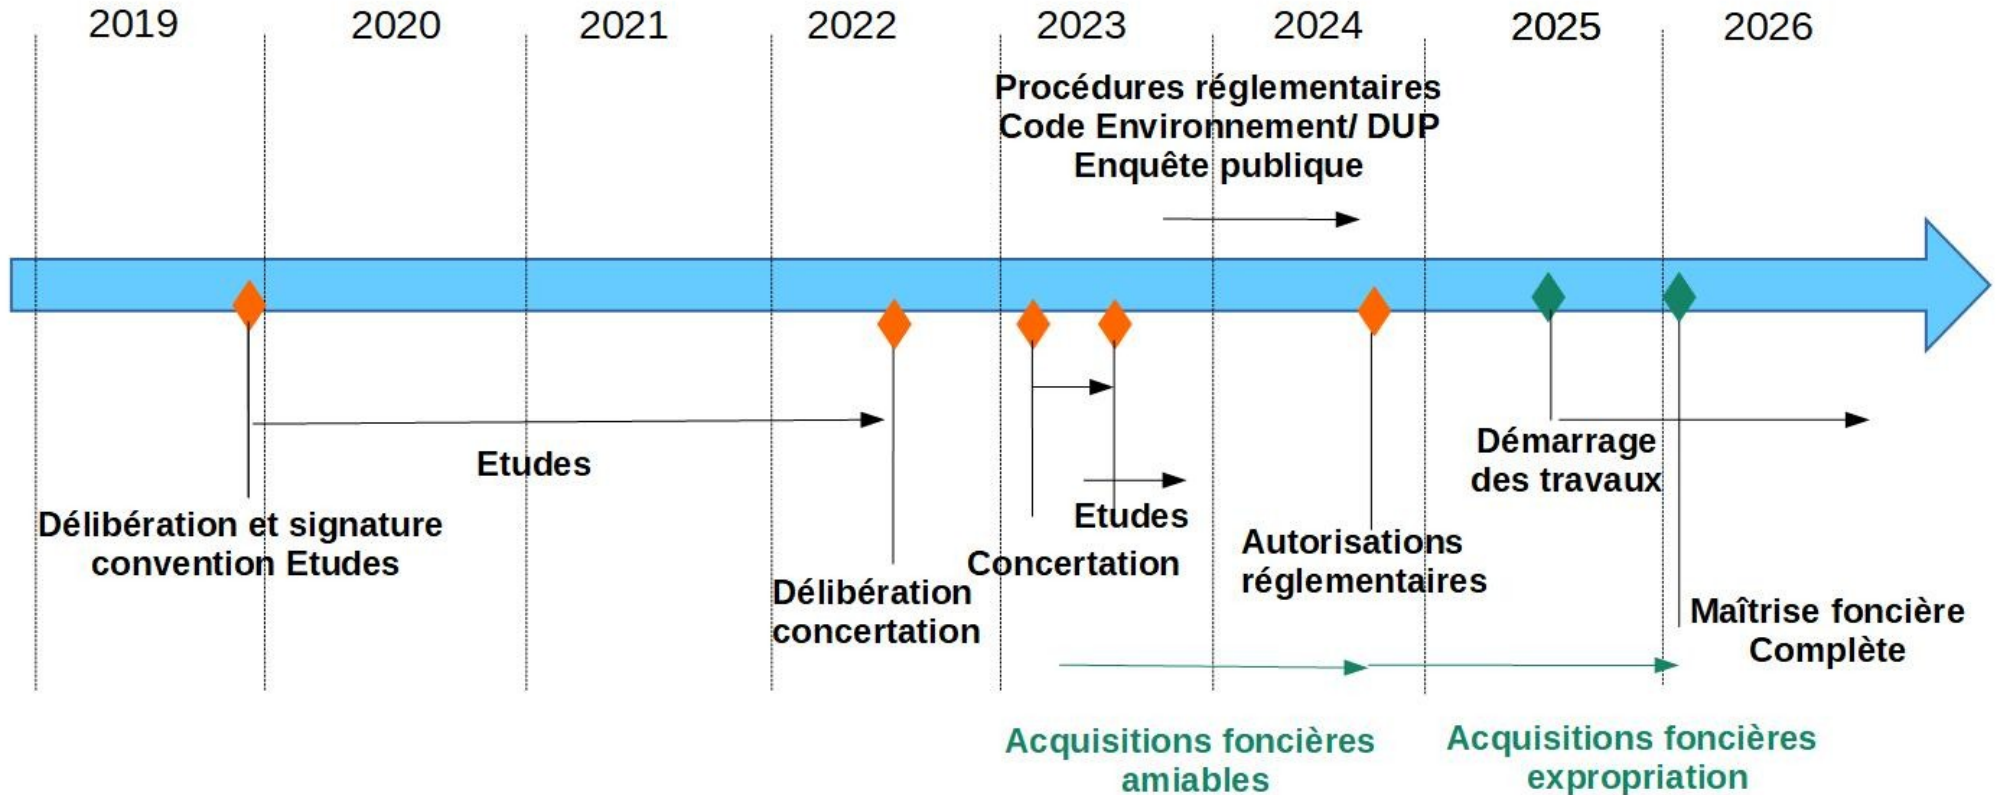 2019 2020 2021 2022 2023 2024 2025 2026
Procédures réglementaires
Code Environnement/ DUP
Enquête publique
Etudes
Délibération et signature
convention Etudes
Délibération
concertation
Etudes
Concertation
Autorisations
réglementaires
Démarrage
des travaux
Maîtrise foncière
Complète
Acquisitions foncières
amiables
Acquisitions foncières
expropriation